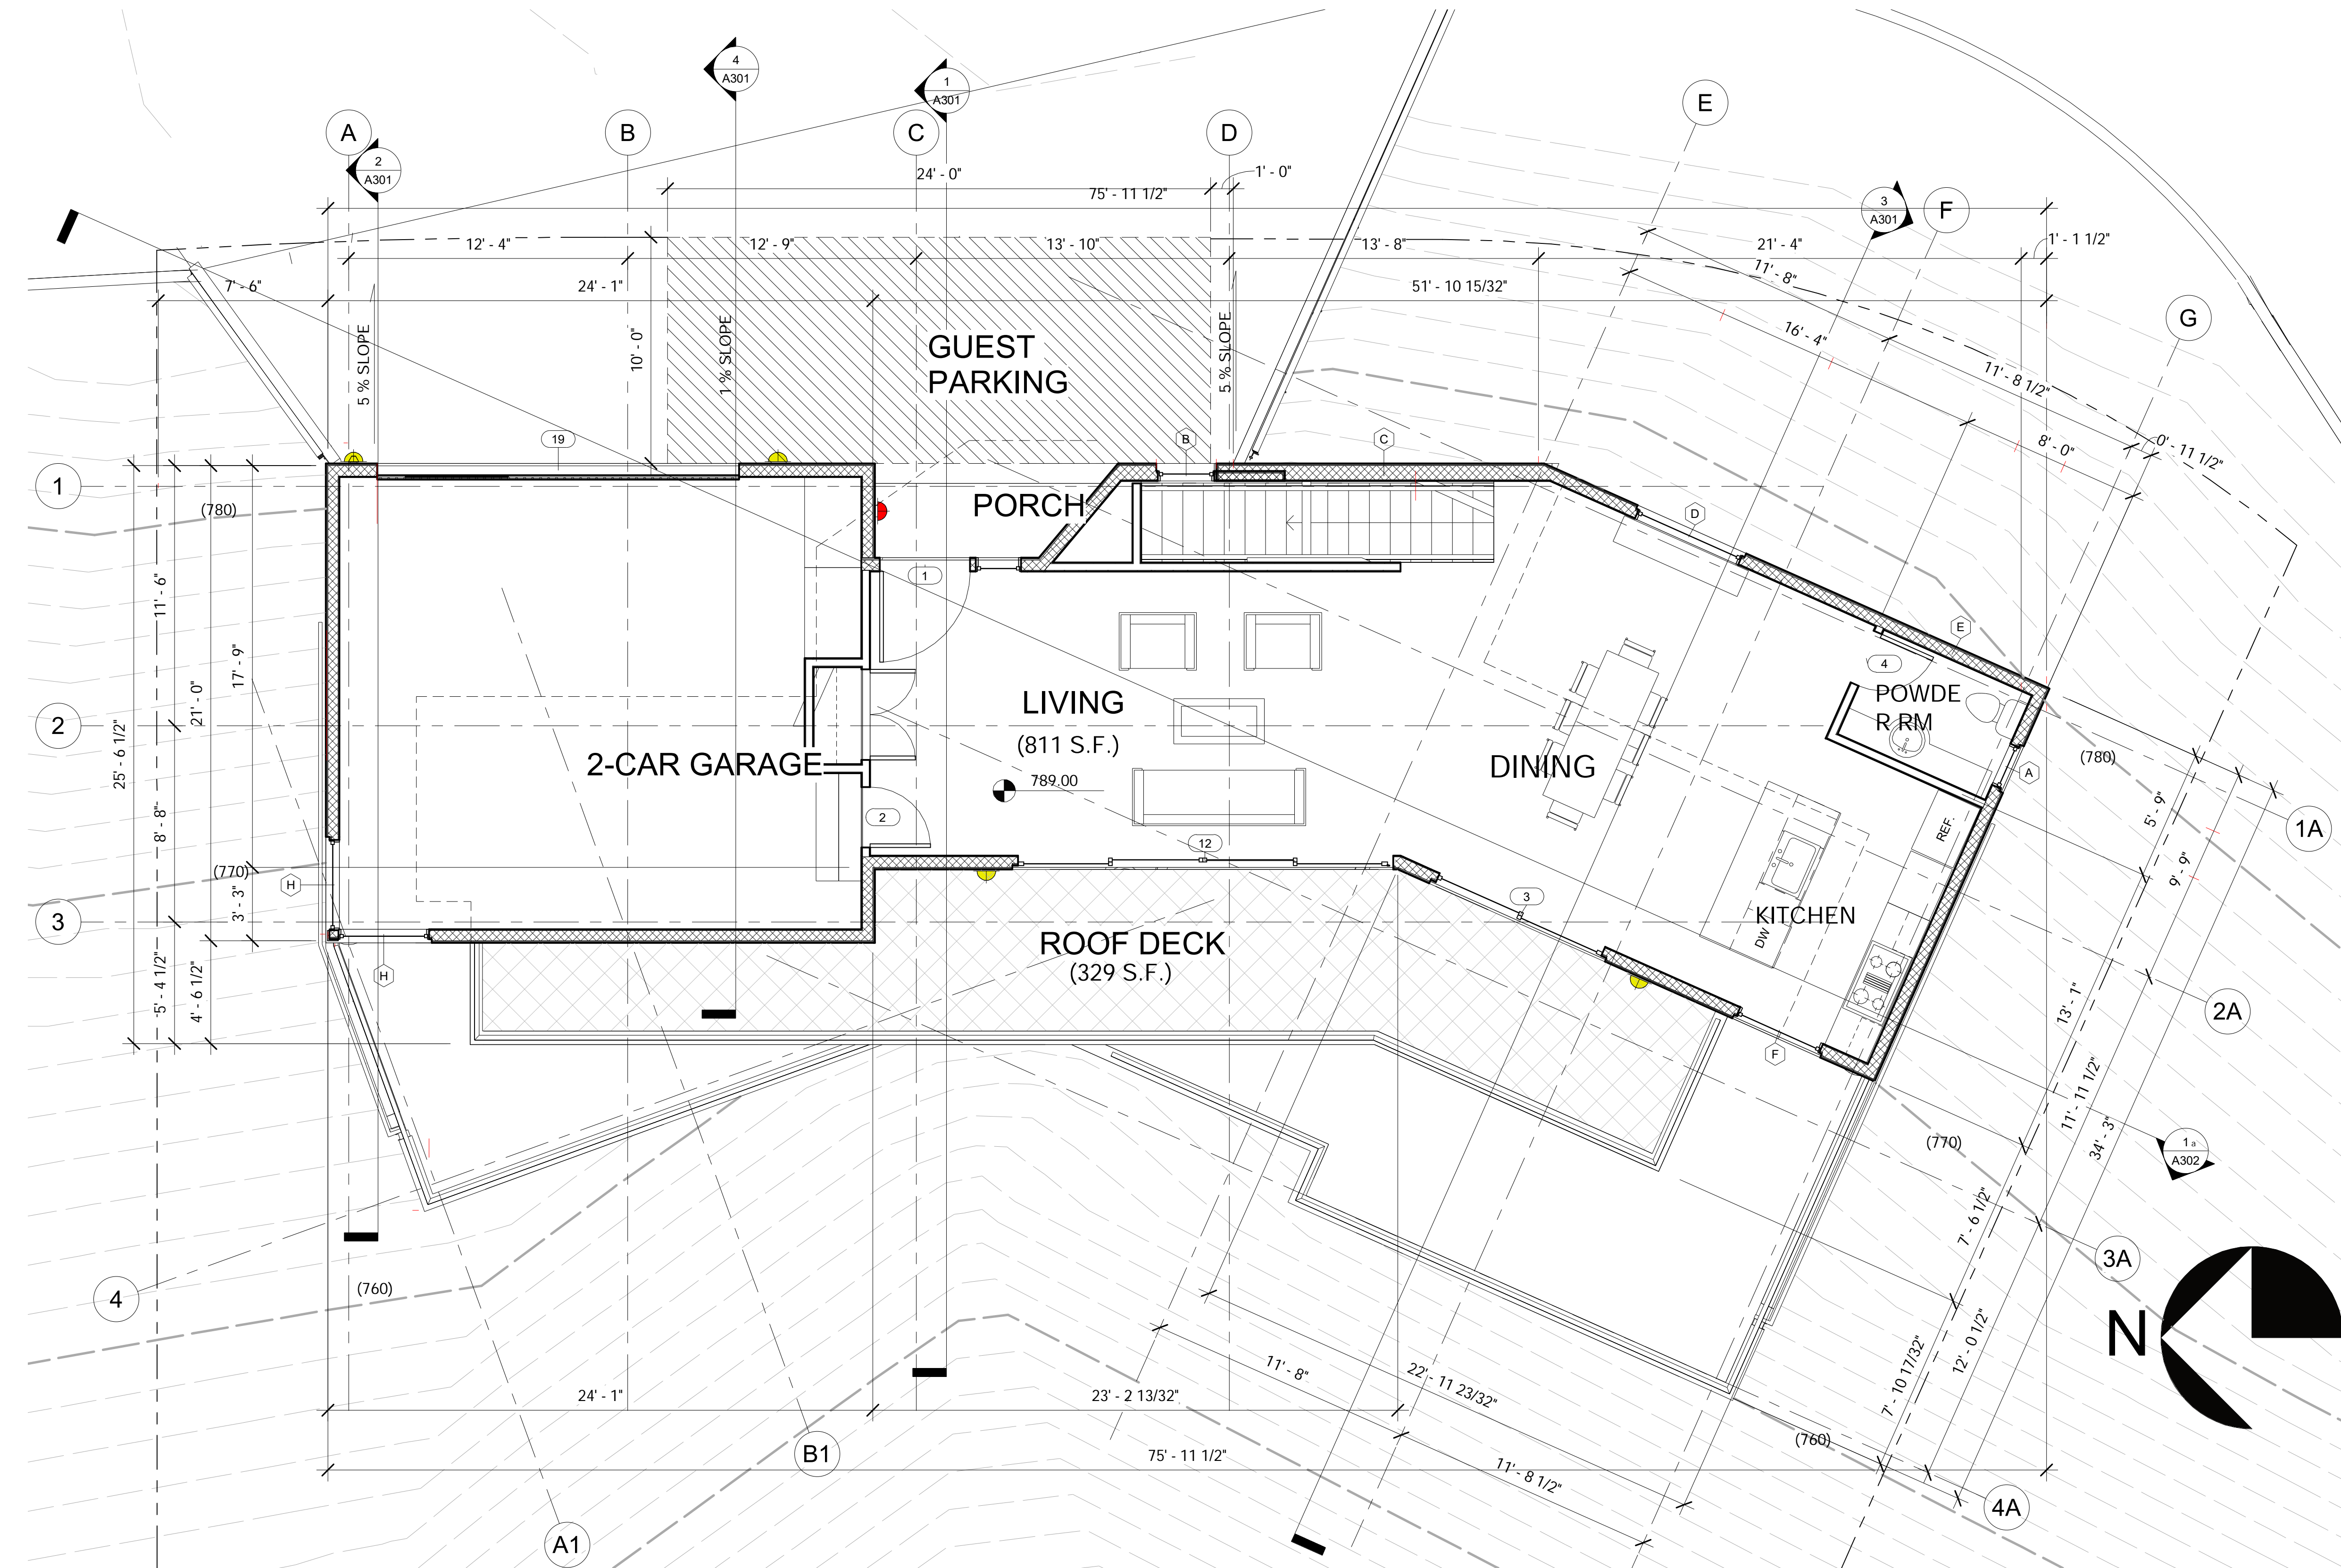 4
A301
1
A301
E
A
B
C
D
2
A301
24' - 0"
1' - 0"
75' - 11 1/2"
3
A301
F
12' - 4"
12' - 9"
13' - 10"
13' - 8"
21' - 4"
1' - 1 1/2"
11' - 8"
7' - 6"
24' - 1"
51' - 10 15/32"
G
5 % SLOPE
10' - 0"
1 % SLOPE
5 % SLOPE
GUEST
PARKING
16' - 4"
11' - 8 1/2"
19
B
C
8' - 0"
0' - 11 1/2"
1
(780)
PORCH
D
1
11' - 6"
17' - 9"
21' - 0"
25' - 6 1/2"
E
4
POWDE
R RM
2
LIVING
(811 S.F.)
2-CAR GARAGE
DINING
789.00
(780)
A
2
12
REF.
5' - 9"
1A
8' - 8"
(770)
H
3' - 3"
9' - 9"
3
3
KITCHEN
DW
ROOF DECK
(329 S.F.)
H
5' - 4 1/2"
4' - 6 1/2"
13' - 1"
2A
F
11' - 11 1/2"
34' - 3"
(770)
1 a
A302
7' - 6 1/2"
3A
4
(760)
N
12' - 0 1/2"
7' - 10 17/32"
11' - 8"
22' - 11 23/32"
24' - 1"
23' - 2 13/32"
(760)
B1
75' - 11 1/2"
11' - 8 1/2"
4A
A1